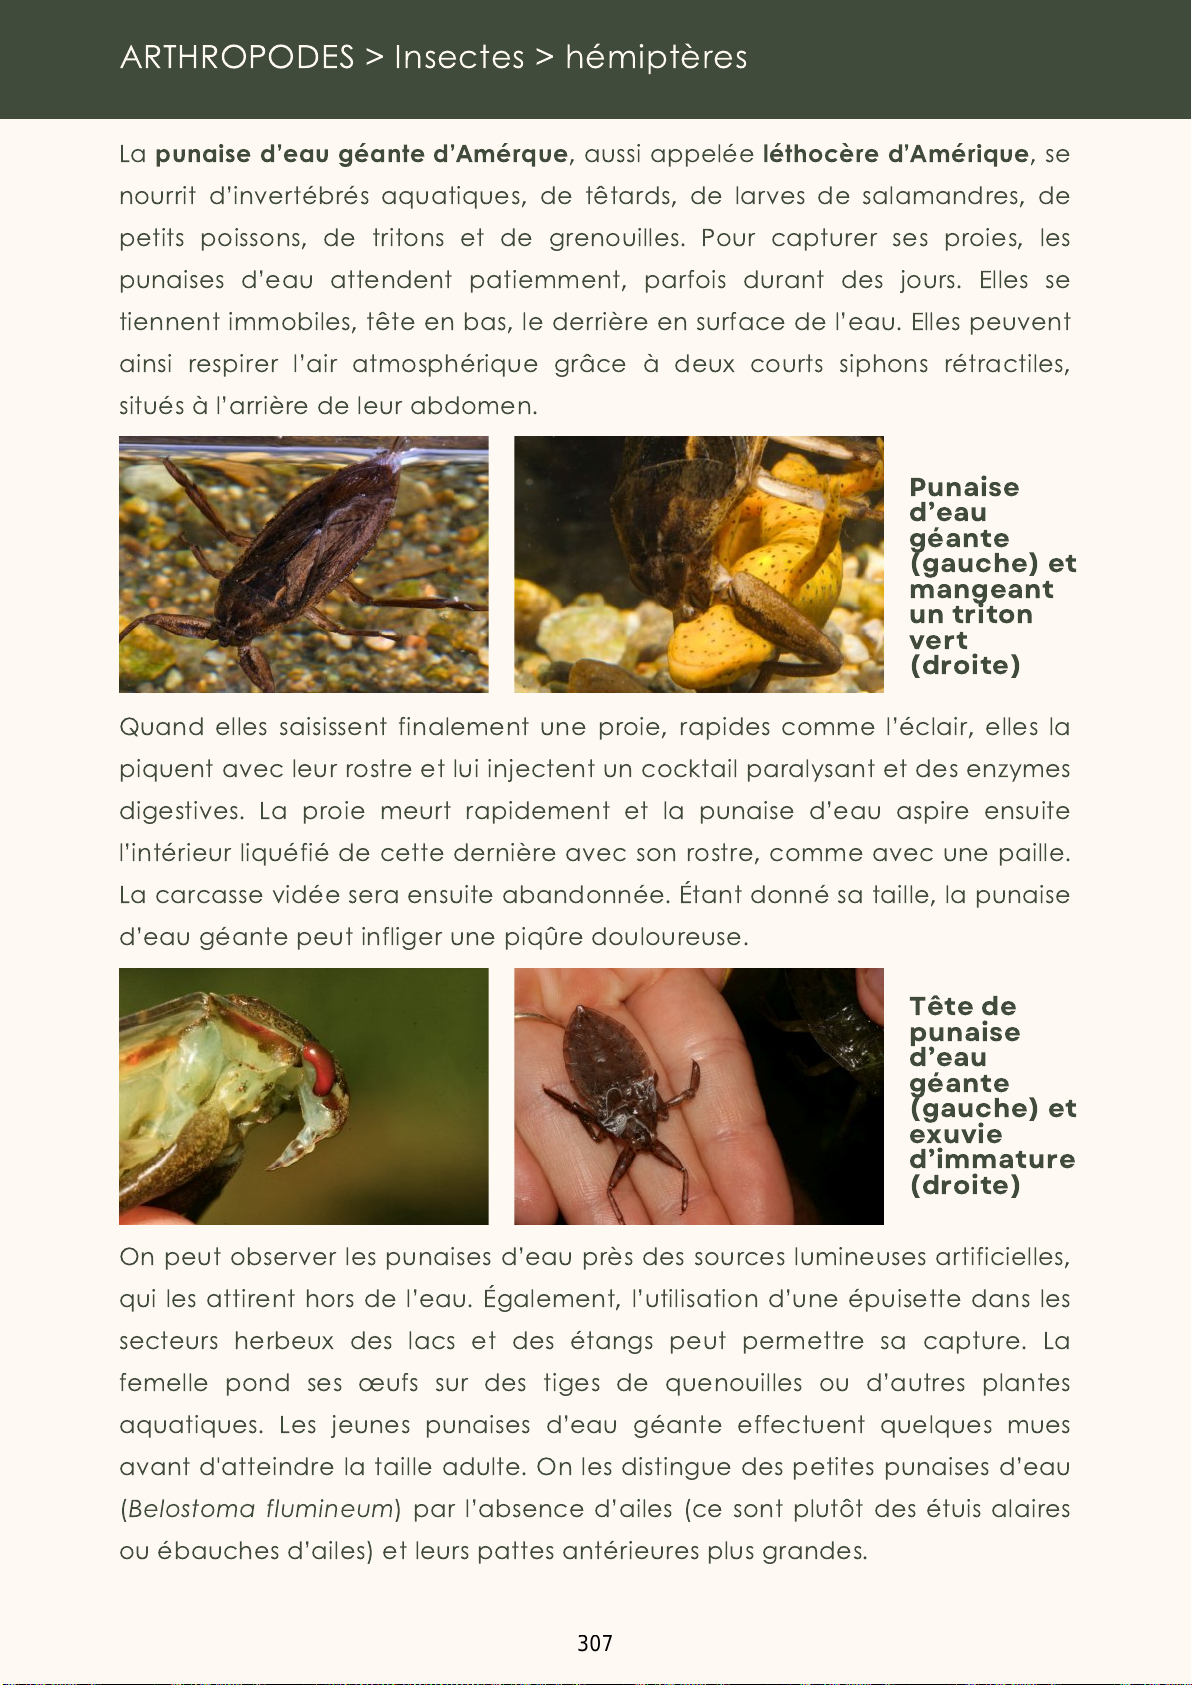 ARTHROPODES > Insectes > hémiptères
La punaise d’eau géante d’Amérque, aussi appelée léthocère d’Amérique, se
nourrit d’invertébrés aquatiques, de têtards, de larves de salamandres, de
petits poissons, de tritons et de grenouilles. Pour capturer ses proies, les
punaises d’eau attendent patiemment, parfois durant des jours. Elles se
tiennent immobiles, tête en bas, le derrière en surface de l’eau. Elles peuvent
ainsi respirer l’air atmosphérique grâce à deux courts siphons rétractiles,
situés à l’arrière de leur abdomen.
Punaise
d’eau
géante
(gauche) et
mangeant
un triton
vert
(droite)
Quand elles saisissent finalement une proie, rapides comme l’éclair, elles la
piquent avec leur rostre et lui injectent un cocktail paralysant et des enzymes
digestives. La proie meurt rapidement et la punaise d’eau aspire ensuite
l’intérieur liquéfié de cette dernière avec son rostre, comme avec une paille.
La carcasse vidée sera ensuite abandonnée. Étant donné sa taille, la punaise
d’eau géante peut infliger une piqûre douloureuse.
Tête de
punaise
d’eau
géante
(gauche) et
exuvie
d’immature
(droite)
On peut observer les punaises d’eau près des sources lumineuses artificielles,
qui les attirent hors de l’eau. Également, l’utilisation d’une épuisette dans les
secteurs herbeux des lacs et des étangs peut permettre sa capture. La
femelle pond ses œufs sur des tiges de quenouilles ou d’autres plantes
aquatiques. Les jeunes punaises d’eau géante effectuent quelques mues
avant d'atteindre la taille adulte. On les distingue des petites punaises d’eau
(Belostoma flumineum) par l’absence d’ailes (ce sont plutôt des étuis alaires
ou ébauches d’ailes) et leurs pattes antérieures plus grandes.
307